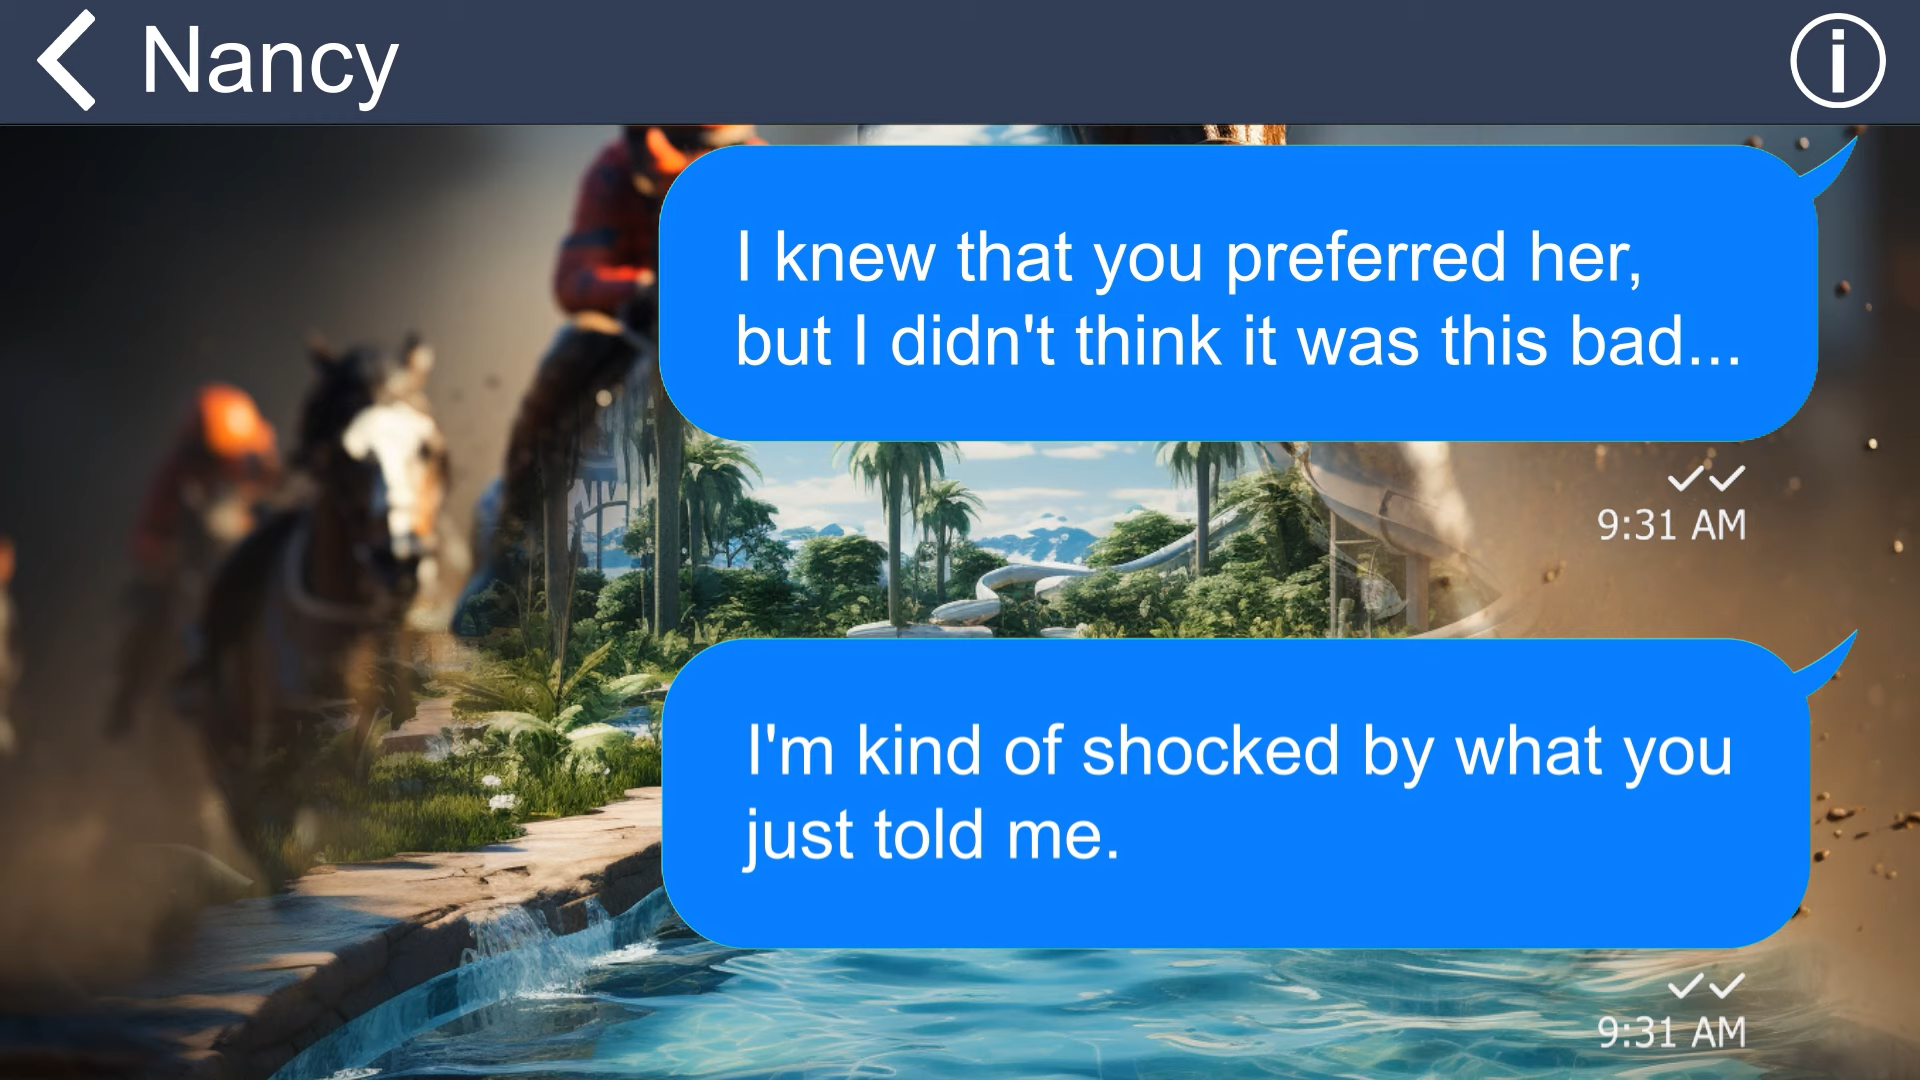 Nancy
I knew that you preferred her,
but I didn't think it was this bad...
9:31 AM
I'm kind of shocked by what you
just told me.
9:31 AM